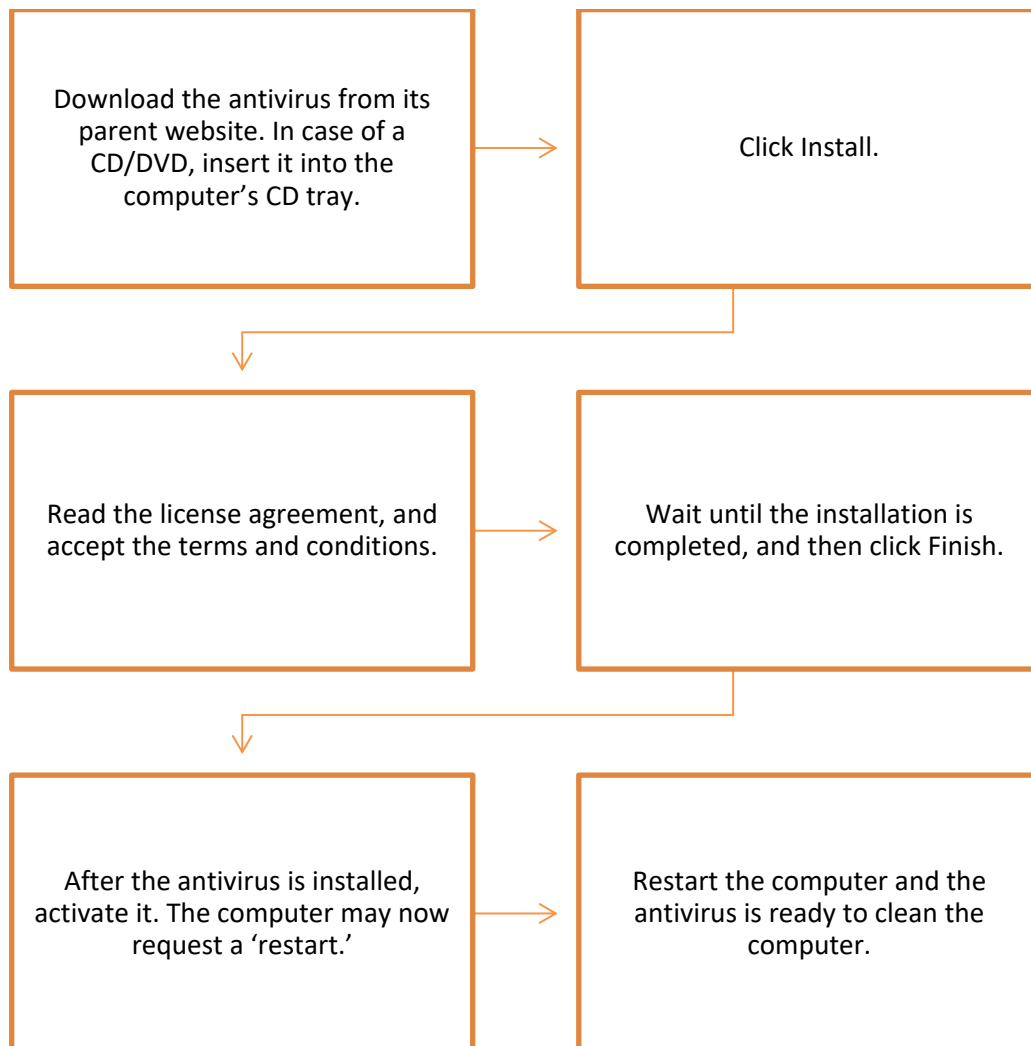 Download the antivirus from its
parent website. In case of a
CD/DVD, insert it into the
computer’s CD tray.
Click Install.
Read the license agreement, and
accept the terms and conditions.
Wait until the installation is
completed, and then click Finish.
After the antivirus is installed,
activate it. The computer may now
request a ‘restart.’
Restart the computer and the
antivirus is ready to clean the
computer.